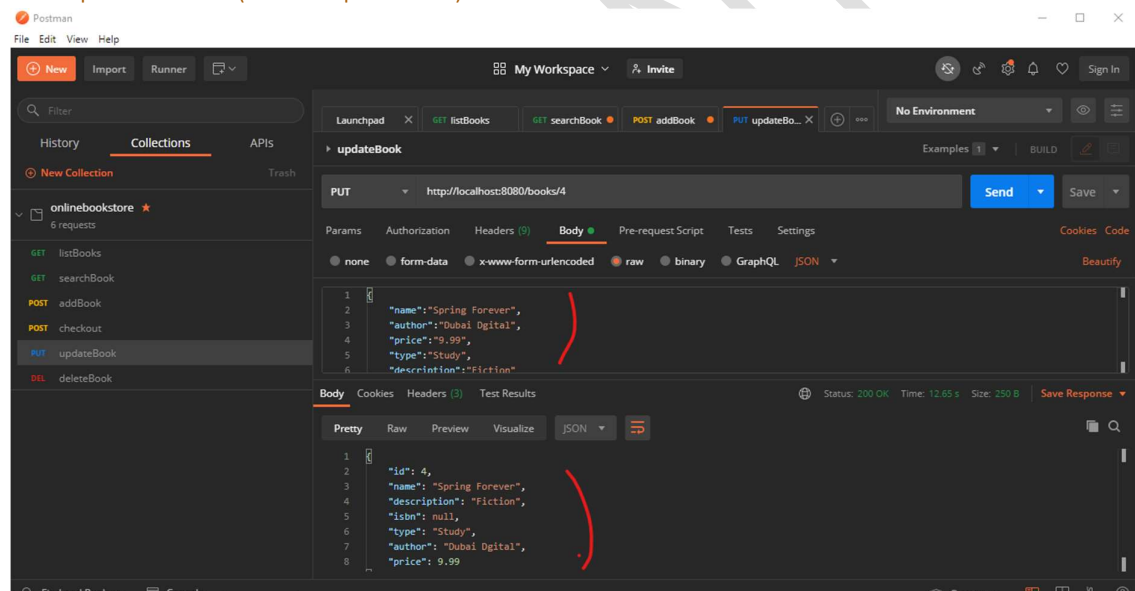 Postman
File Edit View Help
New Import Runner My Workspace Invite Sign In
Filter
Launchpad GET listBooks GET searchBook POST addBook PUT updateBo... No Environment
History Collections APIs
updateBook Examples 1 BUILD
New Collection Trash
PUT http://localhost:8080/books/4 Send Save
onlinebookstore
6 requests
Params Authorization Headers (9) Body Pre-request Script Tests Settings Cookies Code
GET listBooks
none form-data x-www-form-urlencoded raw binary GraphQL JSON Beautify
GET searchBook
POST addBook
POST checkout
PUT updateBook
DEL deleteBook
1 {
2 "name":"Spring Forever",
3 "author":"Dubai Dgital",
4 "price":"9.99",
5 "type":"Study",
6 "description":"Fiction"
Body Cookies Headers (3) Test Results Status: 200 OK Time: 12.65 s Size: 250 B Save Response
Pretty Raw Preview Visualize JSON
1 {
2 "id": 4,
3 "name": "Spring Forever",
4 "description": "Fiction",
5 "isbn": null,
6 "type": "Study",
7 "author": "Dubai Dgital",
8 "price": 9.99